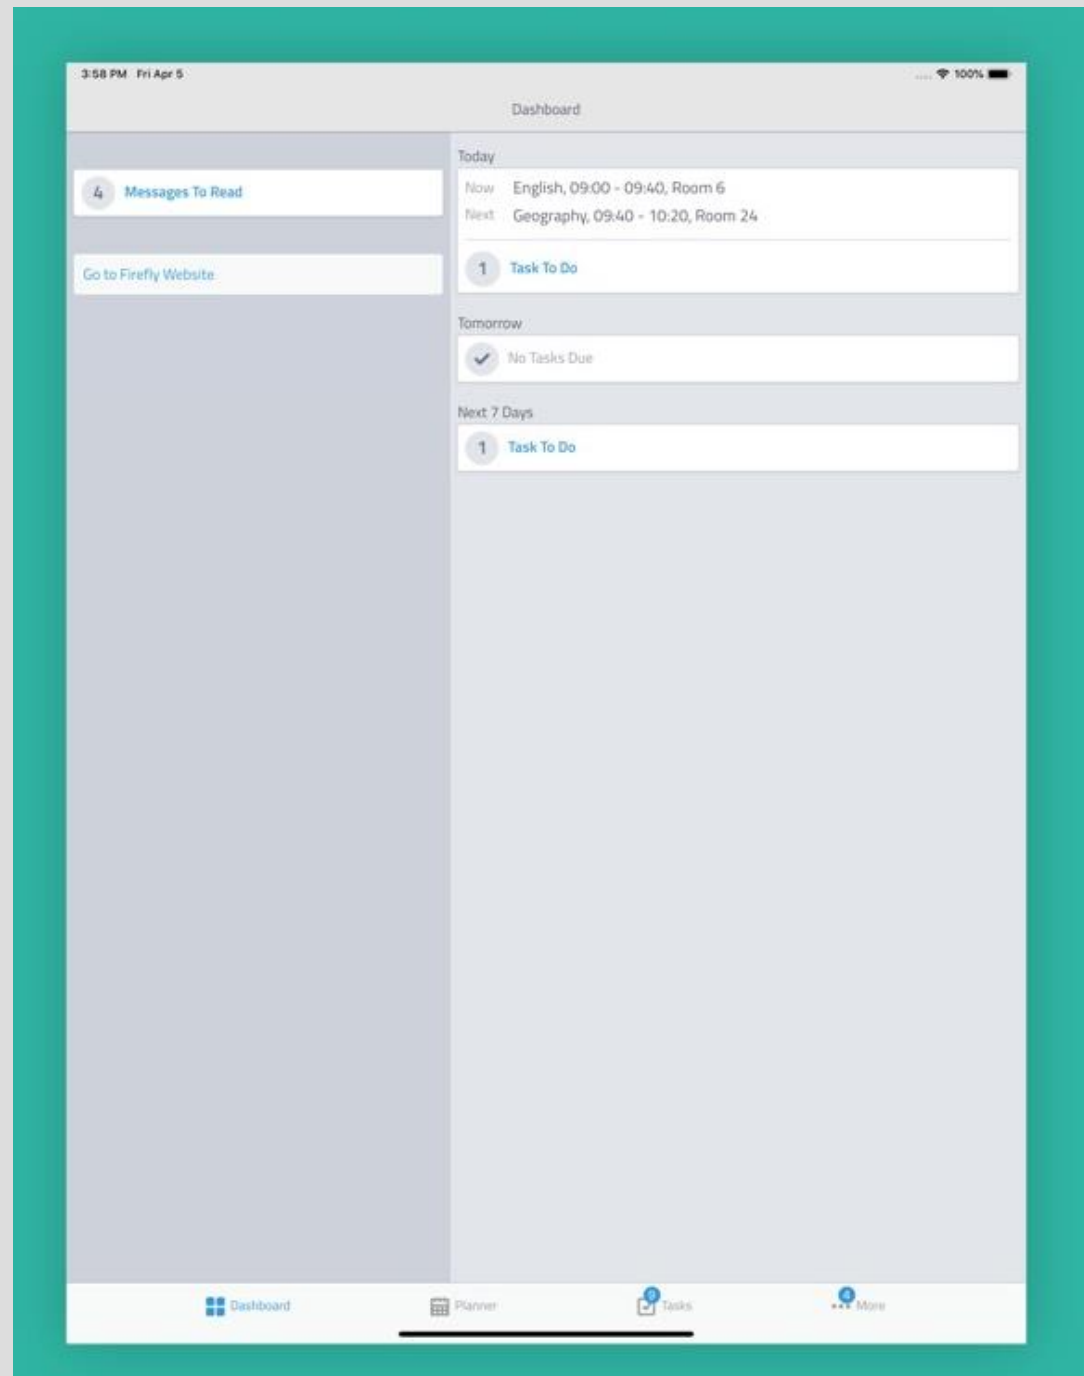 3:58 PM Fri Apr 5
100%
Dashboard
4 Messages To Read
Go to Firefly Website
Today
Now English, 09:00 - 09:40, Room 6
Next Geography, 09:40 - 10:20, Room 24
1 Task To Do
Tomorrow
No Tasks Due
Next 7 Days
1 Task To Do
Dashboard
Planner
9
Tasks
4
More